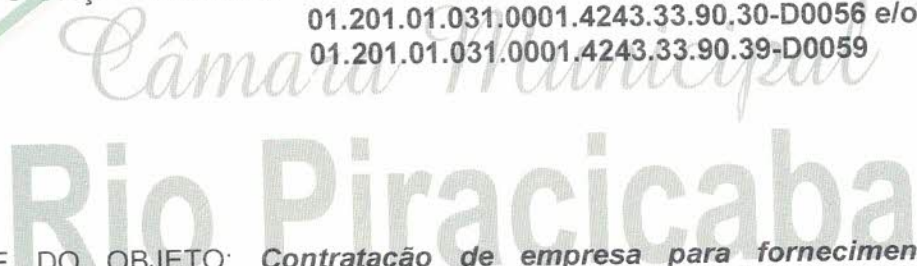 01.201.01.031.0001.4243.33.90.30-D0056 e/o
01.201.01.031.0001.4243.33.90.39-D0059
Câmara Municipal
Rio Piracicaba
DO OBJETO: Contratação de empresa para fornecimen